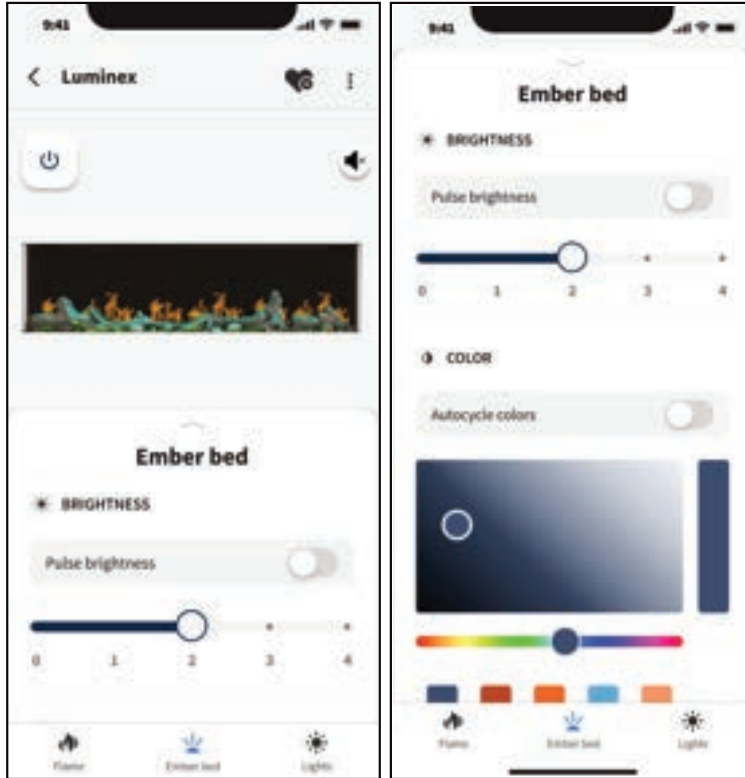 9:41
Luminex
Ember bed
BRIGHTNESS
Pulse brightness
0 1 2 3 4
Flame Ember bed Lights
9:41
Ember bed
BRIGHTNESS
Pulse brightness
0 1 2 3 4
COLOR
Autocycle colors
Flame Ember bed Lights